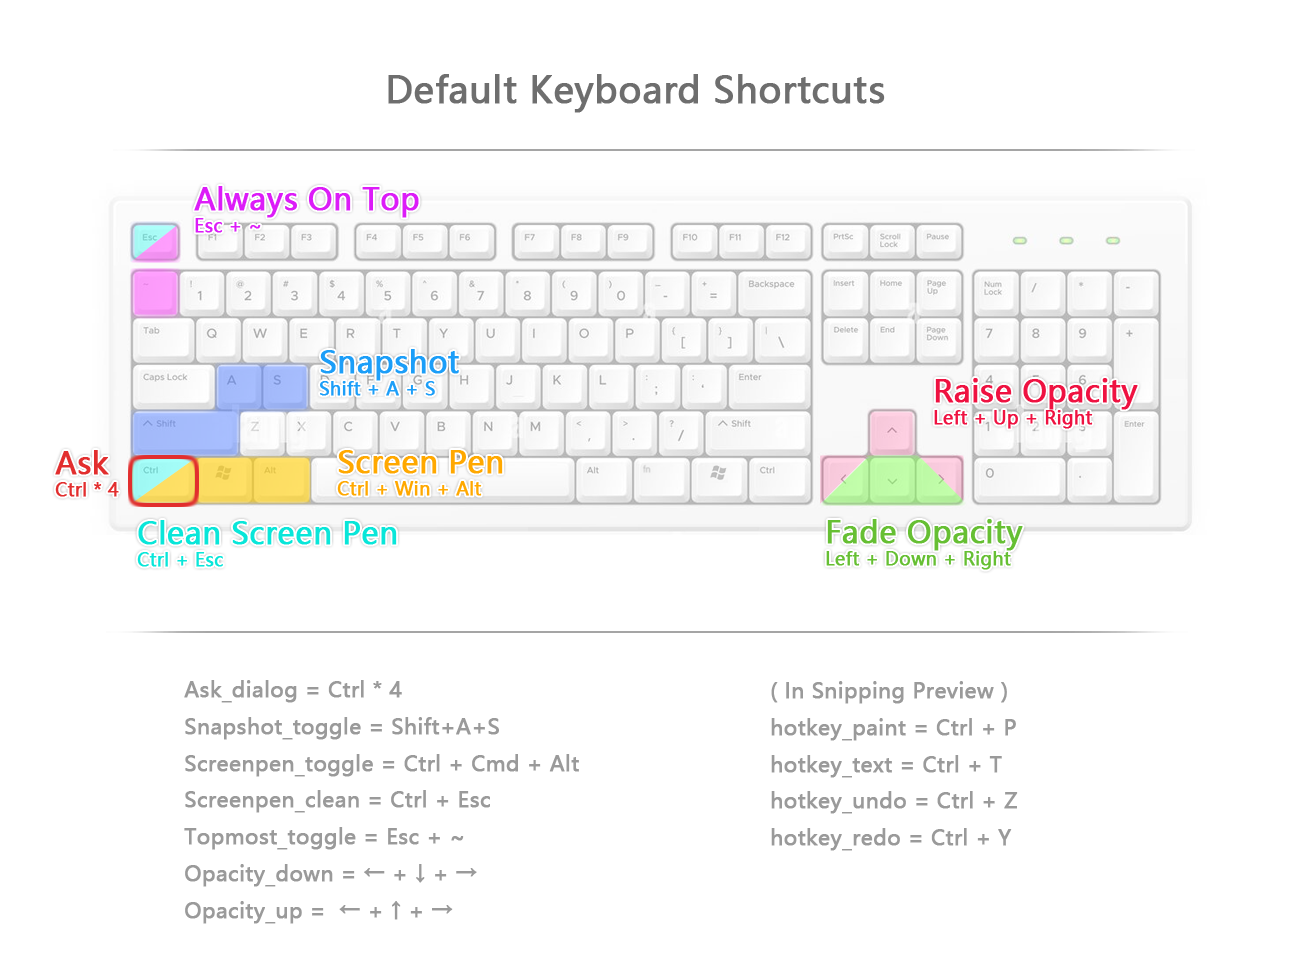 Default Keyboard Shortcuts
Always On Top
Esc + ~
Esc F1 F2 F3 F4 F5 F6 F7 F8 F9 F10 F11 F12 PrtSc Scroll Lock Pause
~ ! 1 @ 2 # 3 $ 4 % 5 ^ 6 & 7 * 8 ( 9 ) 0 _ - + = Backspace Insert Home Page Up Num Lock / * -
Tab Q W E R T Y U I O P { [ } ] | \ Delete End Page Down 7 8 9 +
Snapshot
Shift + A + S
Caps Lock A S D F G H J K L : ; Enter 4 5 6
Raise Opacity
Left + Up + Right
^ Shift Z X C V B N M < , > . ? / ^ Shift ^ 1 2 3 Enter
Ask
Ctrl * 4
Screen Pen
Ctrl + Win + Alt
Ctrl Alt Alt fn Ctrl < v > 0 .
Clean Screen Pen
Ctrl + Esc
Fade Opacity
Left + Down + Right
Ask_dialog = Ctrl * 4
Snapshot_toggle = Shift+A+S
Screenpen_toggle = Ctrl + Cmd + Alt
Screenpen_clean = Ctrl + Esc
Topmost_toggle = Esc + ~
Opacity_down = ← + ↓ + →
Opacity_up = ← + ↑ + →
( In Snipping Preview )
hotkey_paint = Ctrl + P
hotkey_text = Ctrl + T
hotkey_undo = Ctrl + Z
hotkey_redo = Ctrl + Y